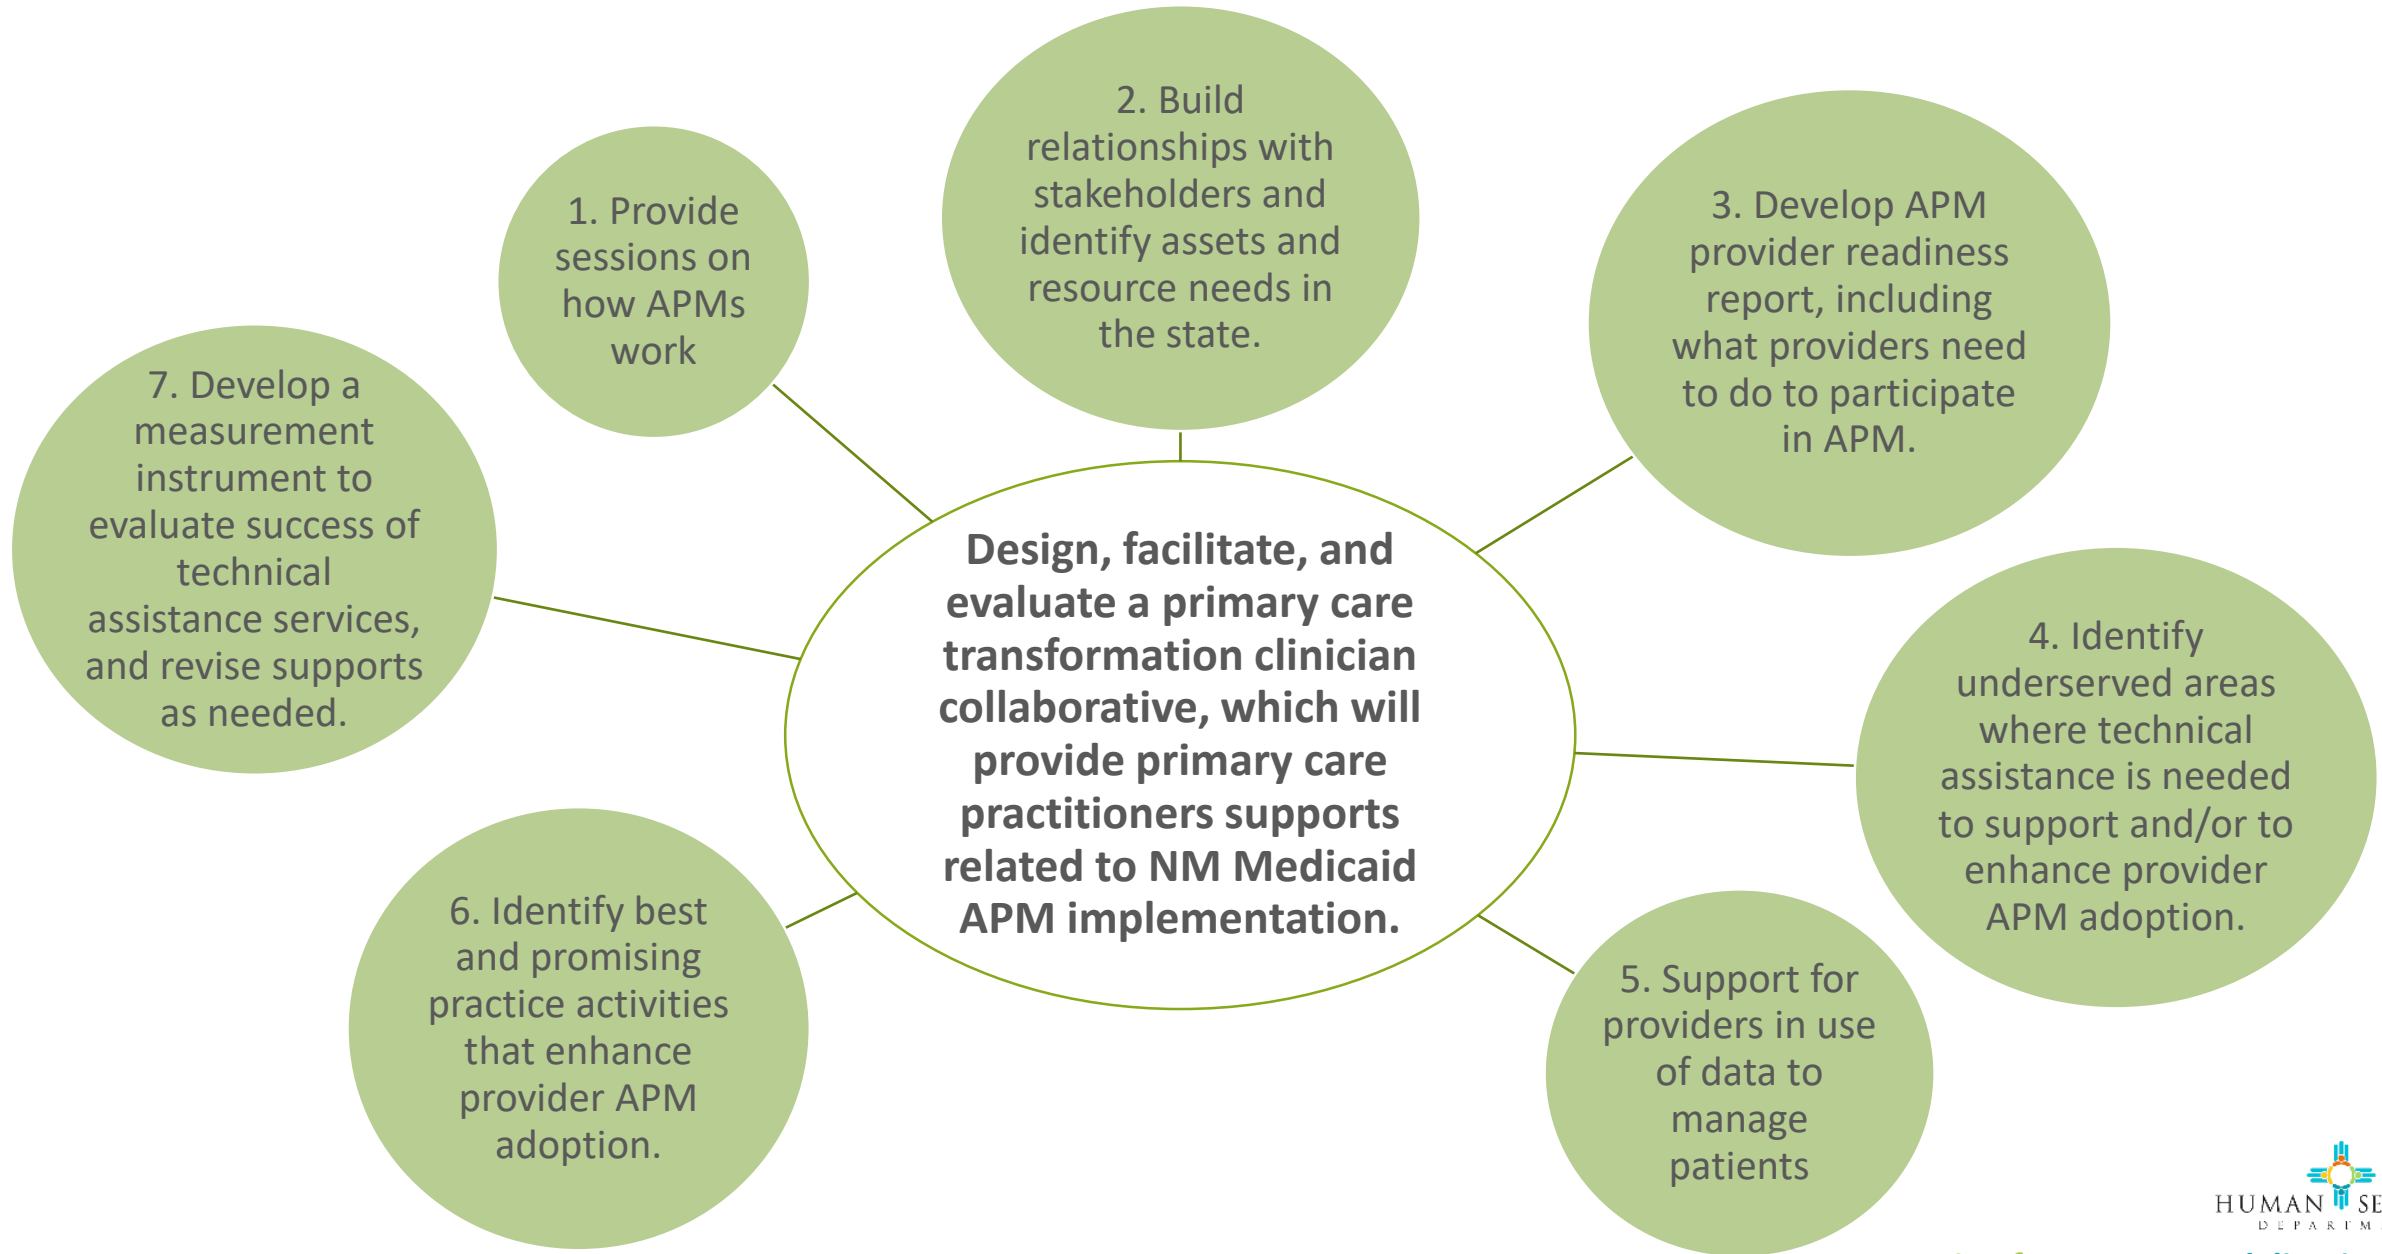 1. Provide
sessions on
how APMs
work
2. Build
relationships with
stakeholders and
identify assets and
resource needs in
the state.
3. Develop APM
provider readiness
report, including
what providers need
to do to participate
in APM.
4. Identify
underserved areas
where technical
assistance is needed
to support and/or to
enhance provider
APM adoption.
5. Support for
providers in use
of data to
manage
patients
6. Identify best
and promising
practice activities
that enhance
provider APM
adoption.
7. Develop a
measurement
instrument to
evaluate success of
technical
assistance services,
and revise supports
as needed.
Design, facilitate, and
evaluate a primary care
transformation clinician
collaborative, which will
provide primary care
practitioners supports
related to NM Medicaid
APM implementation.
HUMAN SE
DEPARTM